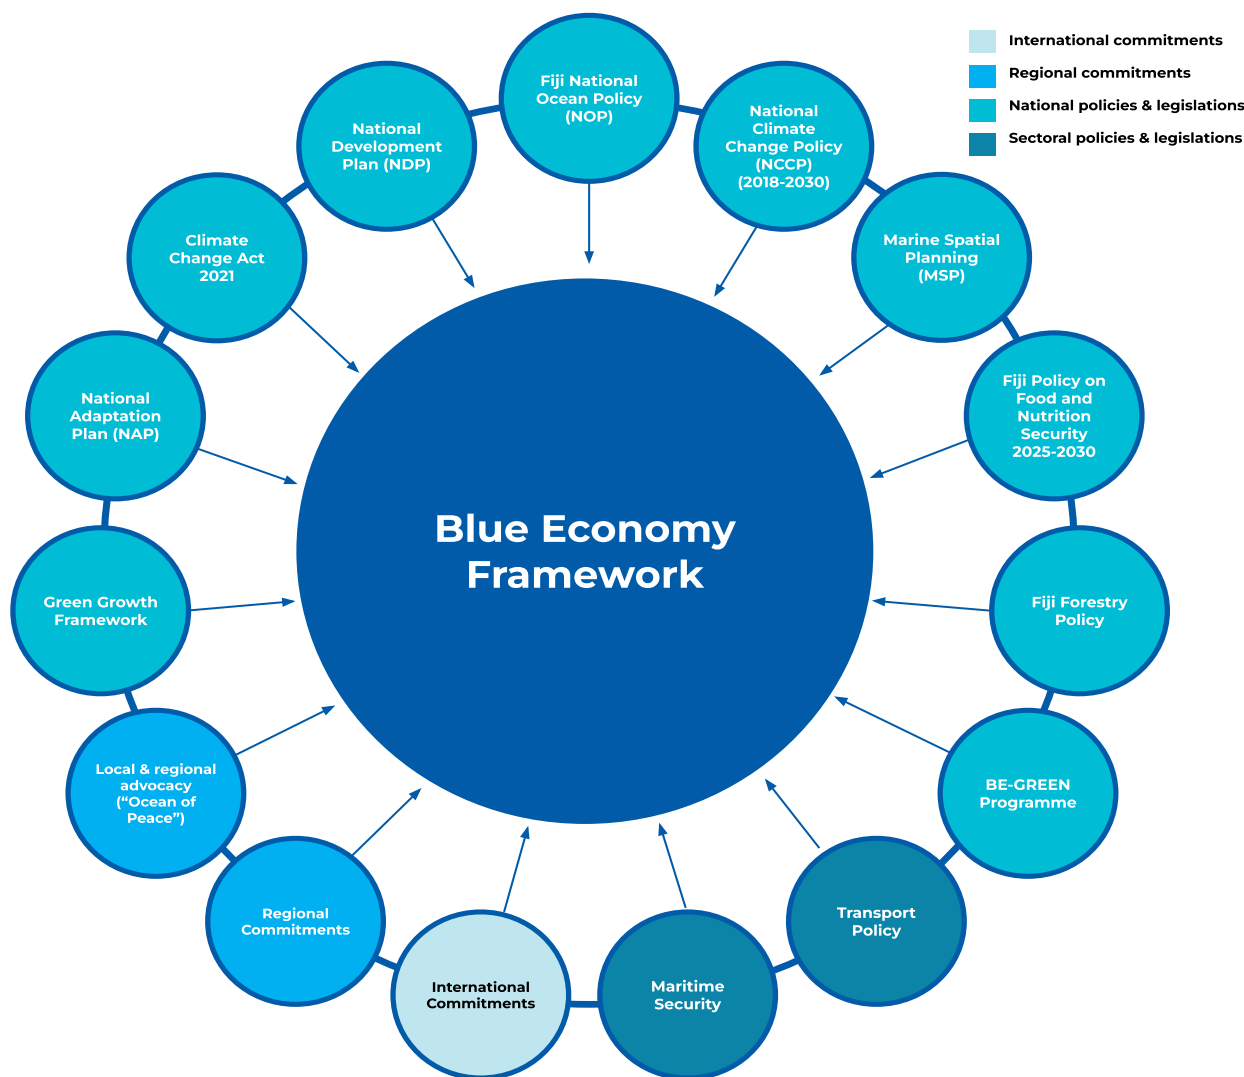 International commitments
Regional commitments
National policies & legislations
Sectoral policies & legislations
Fiji National
Ocean Policy
(NOP)
National
Climate
Change Policy
(NCCP)
(2018-2030)
Marine Spatial
Planning
(MSP)
Fiji Policy on
Food and
Nutrition
Security
2025-2030
Fiji Forestry
Policy
BE-GREEN
Programme
Transport
Policy
Maritime
Security
International
Commitments
Regional
Commitments
Local & regional
advocacy
(“Ocean of
Peace”)
Green Growth
Framework
National
Adaptation
Plan (NAP)
Climate
Change Act
2021
National
Development
Plan (NDP)
Blue Economy
Framework